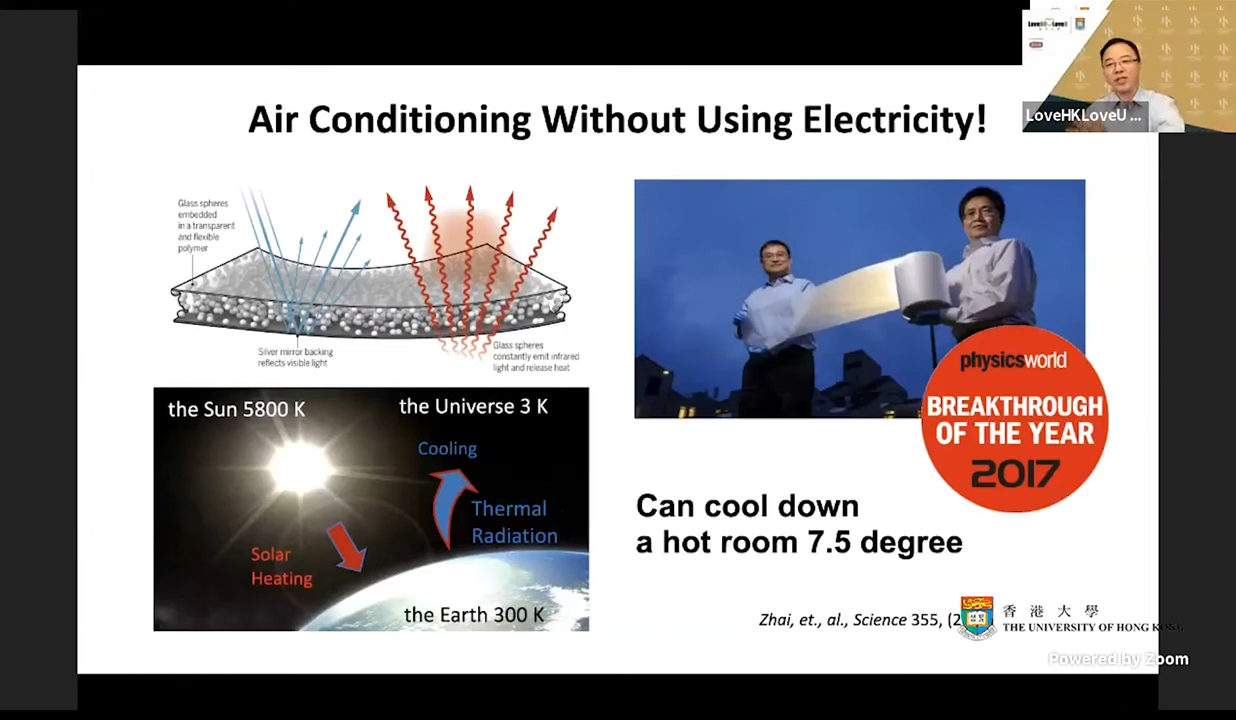 Air Conditioning Without Using Electricity!
LoveHKLoveU ...
Glass spheres
embedded
in a transparent
and flexible
polymer
Silver mirror backing
reflects visible light
Glass spheres
constantly emit infrared
light and release heat
the Sun 5800 K
the Universe 3 K
Cooling
Thermal
Radiation
Solar
Heating
the Earth 300 K
physicsworld
BREAKTHROUGH
OF THE YEAR
2017
Can cool down
a hot room 7.5 degree
Zhai, et., al., Science 355, (2
香港大學
THE UNIVERSITY OF HONG KONG
Powered by Zoom